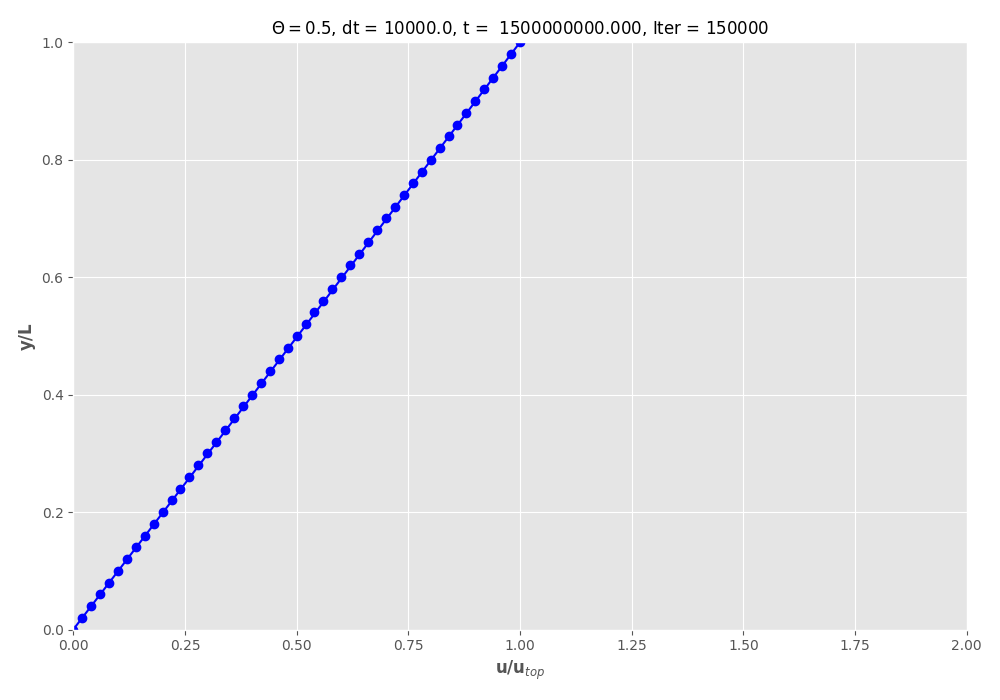 Θ = 0.5, dt = 10000.0, t =  1500000000.000, Iter = 150000
1.0
0.8
0.6
0.4
0.2
0.0
y/L
0.00 0.25 0.50 0.75 1.00 1.25 1.50 1.75 2.00
u/u_top